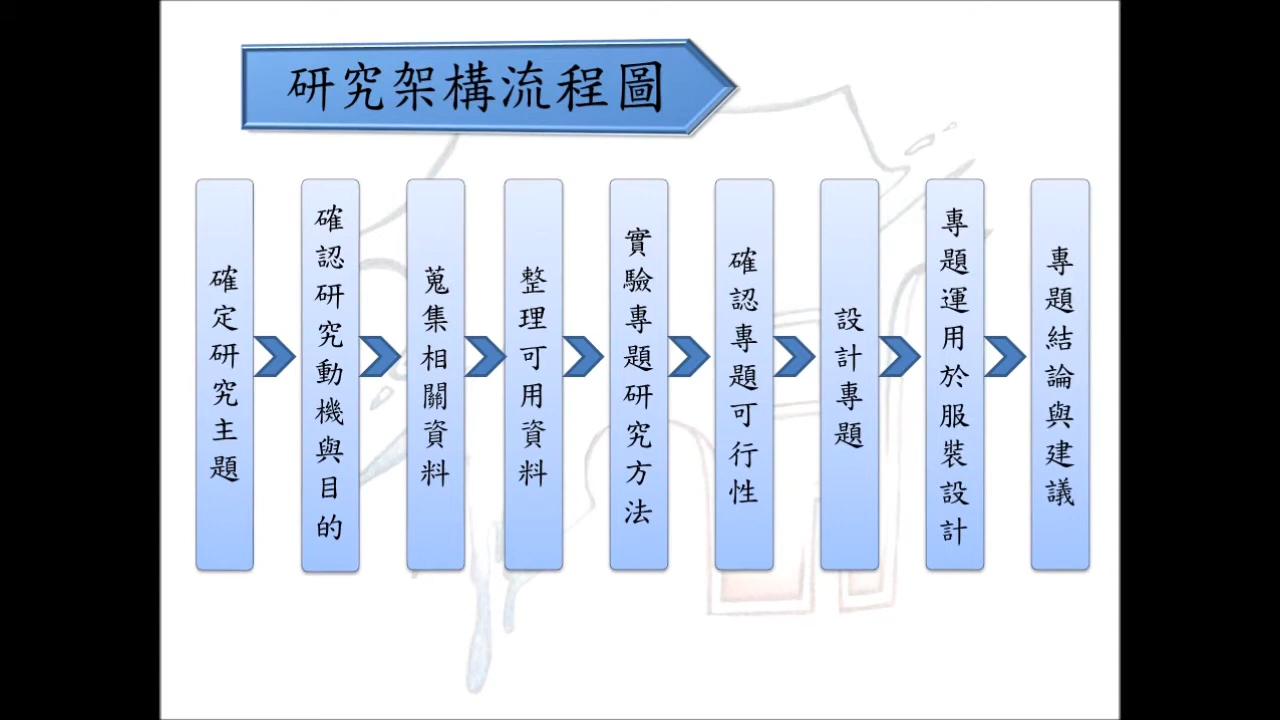 研究架構流程圖
確定研究主題
確認研究動機與目的
蒐集相關資料
整理可用資料
實驗專題研究方法
確認專題可行性
設計專題
專題運用於服裝設計
專題結論與建議